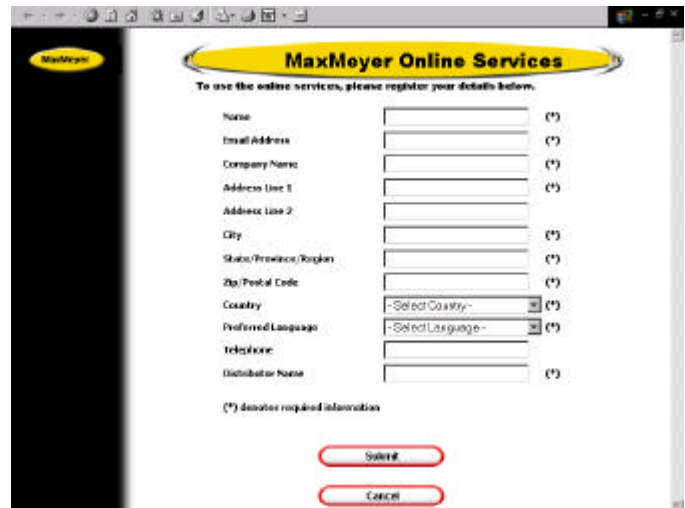 MaxMeyer
MaxMeyer Online Services
To use the online services, please register your details below.
Name (*)
Email Address (*)
Company Name (*)
Address Line 1 (*)
Address Line 2
City (*)
State/Province/Region (*)
Zip/Postal Code (*)
Country - Select Country - (*)
Preferred Language - Select Language - (*)
Telephone
Distributor Name (*)
(*) denotes required information
Submit
Cancel